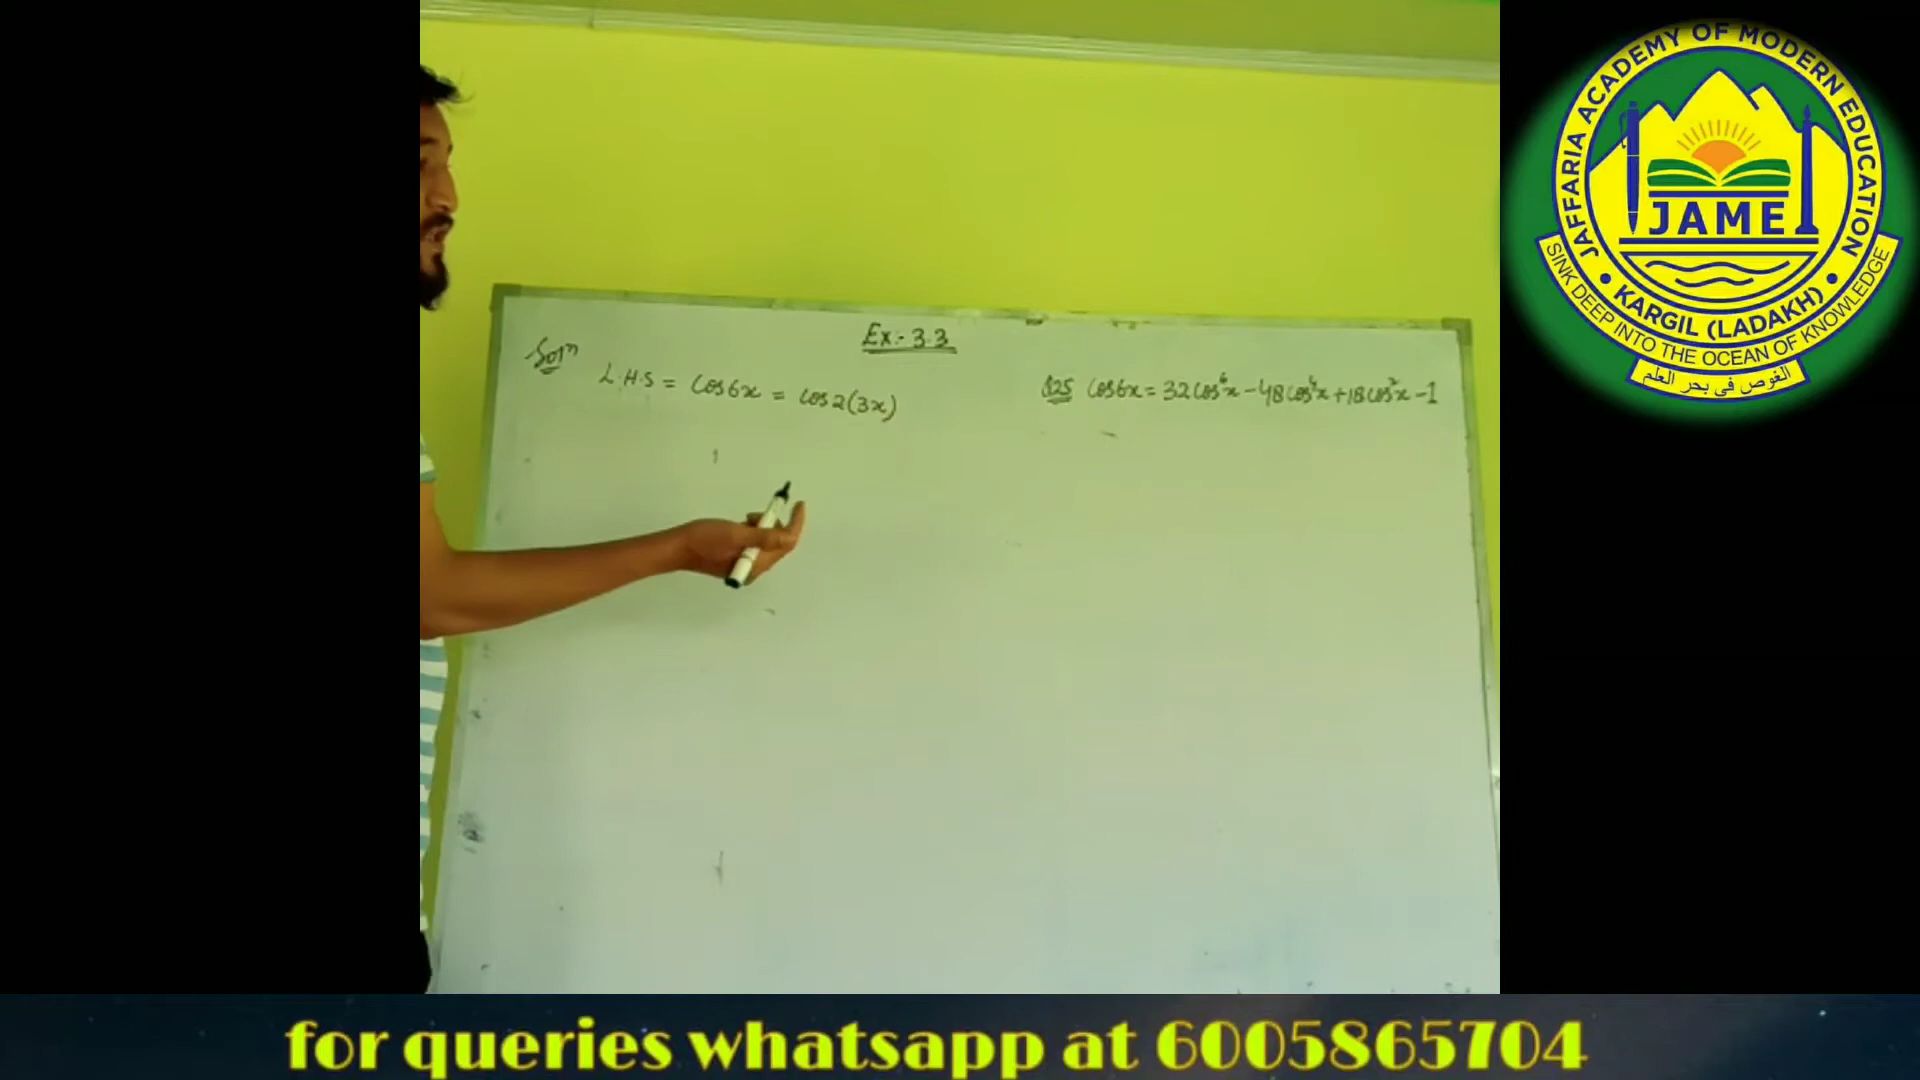 Ex:- 3.3
Soln
L.H.S = Cos6x = Cos2(3x)
Q25 Cos6x = 32Cos⁶x - 48Cos⁴x + 18Cos²x - 1
JAFFARIA ACADEMY OF MODERN EDUCATION
JAME
KARGIL (LADAKH)
SINK DEEP INTO THE OCEAN OF KNOWLEDGE
الغوص في بحر العلم
for queries whatsapp at 6005865704